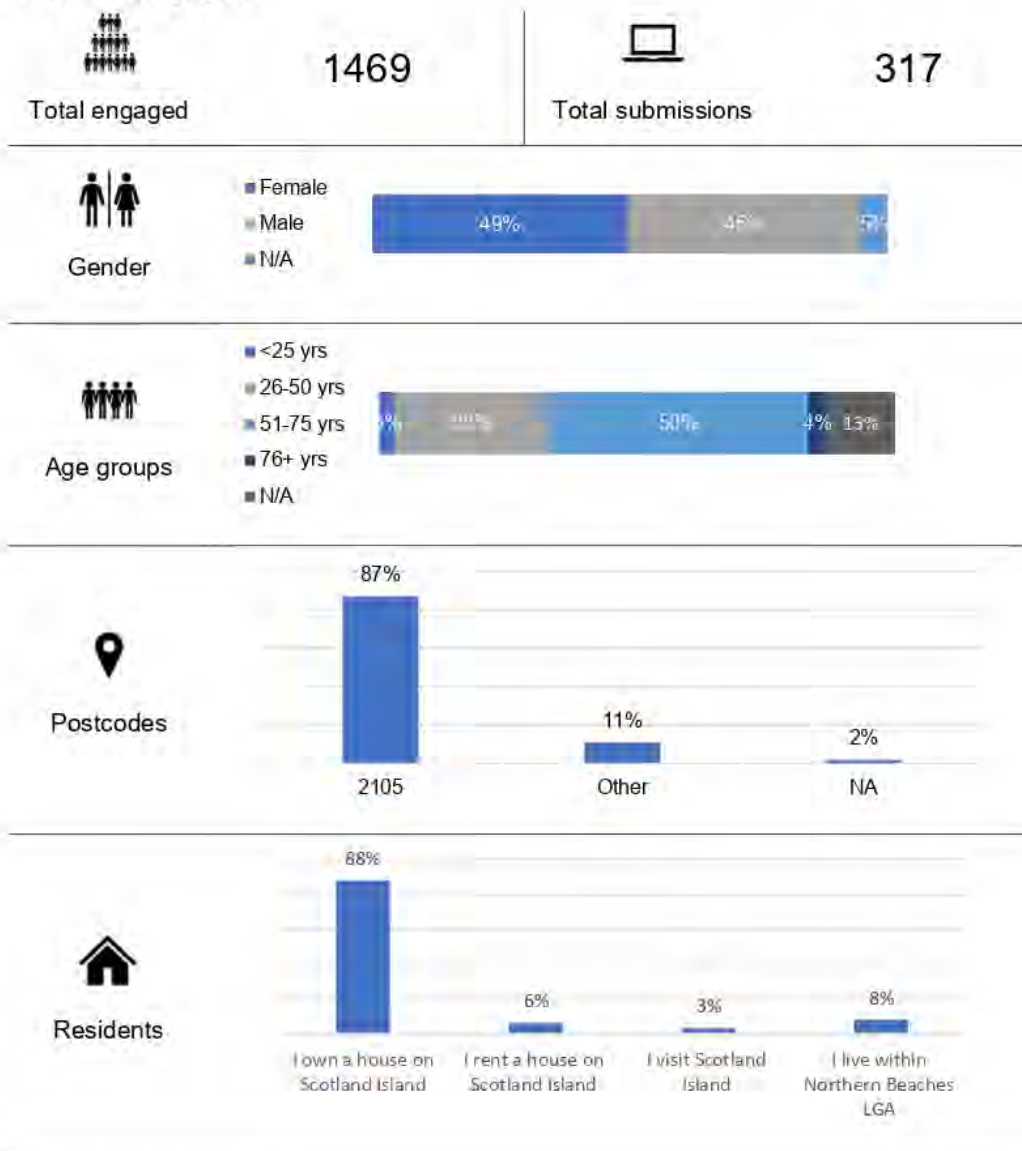 1469
Total engaged
317
Total submissions
Gender
Female
Male
N/A
49%
5%
Age groups
<25 yrs
26-50 yrs
51-75 yrs
76+ yrs
N/A
50%
4%
13%
Postcodes
87%
11%
2%
2105
Other
NA
Residents
88%
6%
3%
8%
I own a house on
Scotland Island
I rent a house on
Scotland Island
I visit Scotland
Island
I live within
Northern Beaches
LGA